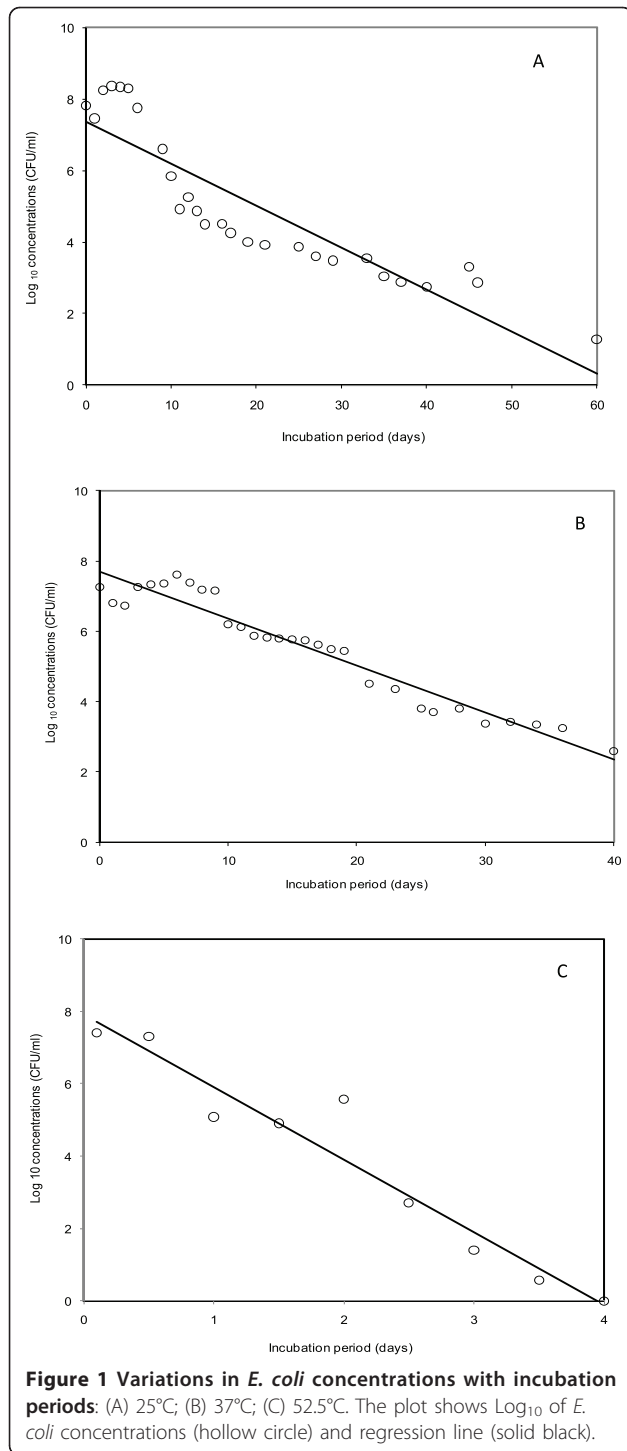 10
A
8
6
4
2
0
0 10 20 30 40 50 60
Log 10 concentrations (CFU/ml)
Incubation period (days)
10
B
8
6
4
2
0
0 10 20 30 40
Log 10 concentrations (CFU/ml)
Incubation period (days)
10
C
8
6
4
2
0
0 1 2 3 4
Log 10 concentrations (CFU/ml)
Incubation period (days)
Figure 1 Variations in E. coli concentrations with incubation
periods: (A) 25°C; (B) 37°C; (C) 52.5°C. The plot shows Log10 of E.
coli concentrations (hollow circle) and regression line (solid black).